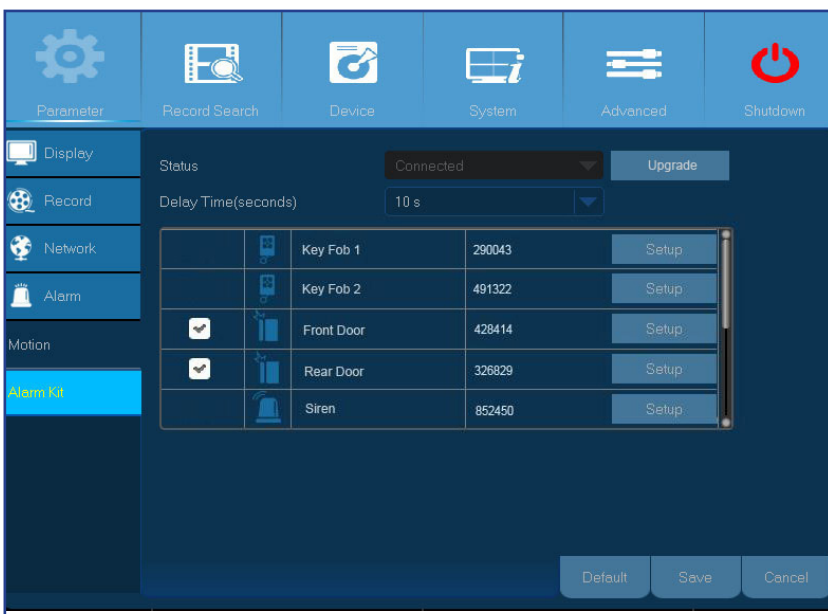 Parameter
Record Search
Device
System
Advanced
Shutdown
Display
Record
Network
Alarm
Motion
Alarm Kit
Status Connected Upgrade
Delay Time(seconds) 10 s
Key Fob 1 290043 Setup
Key Fob 2 491322 Setup
Front Door 428414 Setup
Rear Door 326829 Setup
Siren 852450 Setup
Default Save Cancel